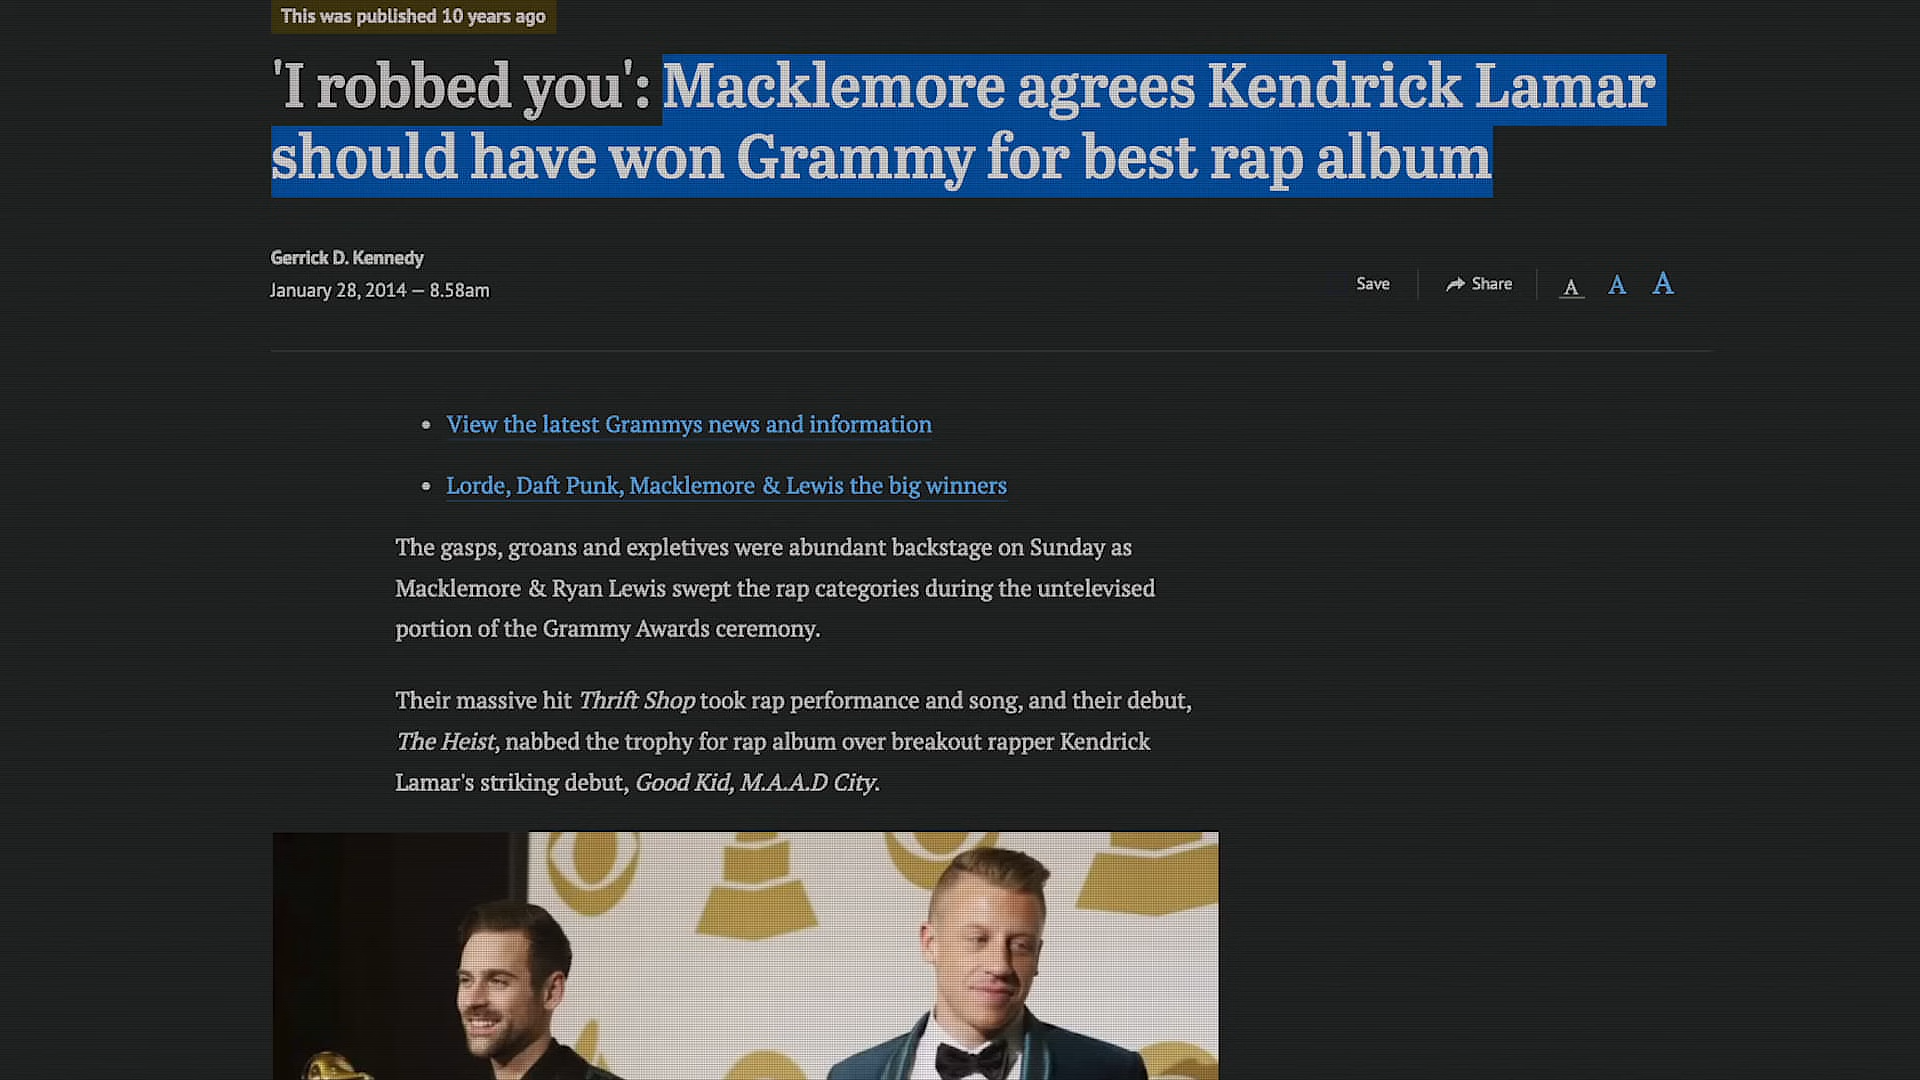 This was published 10 years ago
'I robbed you': Macklemore agrees Kendrick Lamar
should have won Grammy for best rap album
Gerrick D. Kennedy
January 28, 2014 — 8.58am
Save
Share
A
A
A
View the latest Grammys news and information
Lorde, Daft Punk, Macklemore & Lewis the big winners
The gasps, groans and expletives were abundant backstage on Sunday as
Macklemore & Ryan Lewis swept the rap categories during the untelevised
portion of the Grammy Awards ceremony.
Their massive hit Thrift Shop took rap performance and song, and their debut,
The Heist, nabbed the trophy for rap album over breakout rapper Kendrick
Lamar's striking debut, Good Kid, M.A.A.D City.